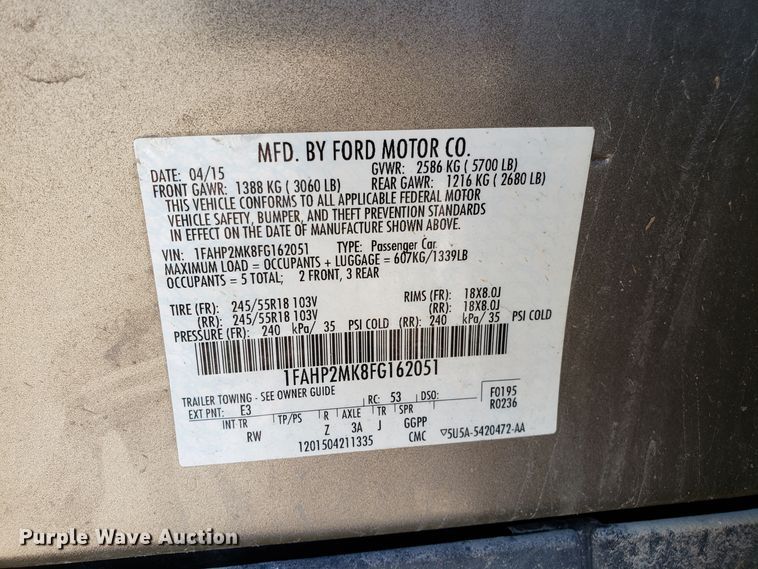 MFD. BY FORD MOTOR CO.
DATE: 04/15 GVWR: 2586 KG ( 5700 LB)
FRONT GAWR: 1388 KG ( 3060 LB) REAR GAWR: 1216 KG ( 2680 LB)
THIS VEHICLE CONFORMS TO ALL APPLICABLE FEDERAL MOTOR
VEHICLE SAFETY, BUMPER, AND THEFT PREVENTION STANDARDS
IN EFFECT ON THE DATE OF MANUFACTURE SHOWN ABOVE.
VIN: 1FAHP2MK8FG162051 TYPE: Passenger Car
MAXIMUM LOAD = OCCUPANTS + LUGGAGE = 607KG/1339LB
OCCUPANTS = 5 TOTAL; 2 FRONT, 3 REAR
TIRE (FR): 245/55R18 103V RIMS (FR): 18X8.0J
(RR): 245/55R18 103V (RR): 18X8.0J
PRESSURE (FR): 240 kPa/ 35 PSI COLD (RR): 240 kPa/ 35 PSI COLD
1FAHP2MK8FG162051
TRAILER TOWING - SEE OWNER GUIDE
EXT PNT: E3 RC: 53 DSO: F0195
R0236
INT TR TP/PS R AXLE TR SPR
RW Z 3A J GGPP
1201504211335 CMC ▽5U5A-5420472-AA
Purple Wave Auction